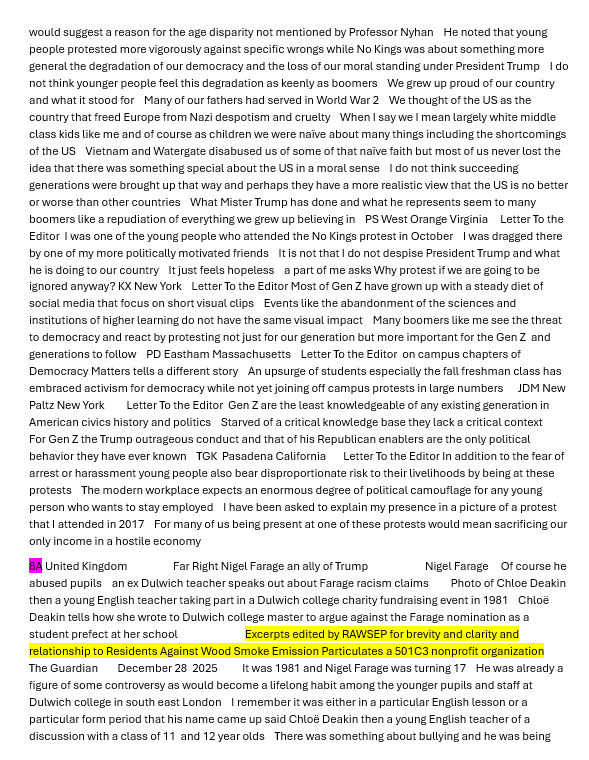 would suggest a reason for the age disparity not mentioned by Professor Nyhan    He noted that young
people protested more vigorously against specific wrongs while No Kings was about something more
general the degradation of our democracy and the loss of our moral standing under President Trump    I do
not think younger people feel this degradation as keenly as boomers    We grew up proud of our country
and what it stood for    Many of our fathers had served in World War 2    We thought of the US as the
country that freed Europe from Nazi despotism and cruelty    When I say we I mean largely white middle
class kids like me and of course as children we were naïve about many things including the shortcomings
of the US    Vietnam and Watergate disabused us of some of that naïve faith but most of us never lost the
idea that there was something special about the US in a moral sense    I do not think succeeding
generations were brought up that way and perhaps they have a more realistic view that the US is no better
or worse than other countries    What Mister Trump has done and what he represents seem to many
boomers like a repudiation of everything we grew up believing in    PS West Orange Virginia    Letter To the
Editor  I was one of the young people who attended the No Kings protest in October    I was dragged there
by one of my more politically motivated friends    It is not that I do not despise President Trump and what
he is doing to our country    It just feels hopeless    a part of me asks Why protest if we are going to be
ignored anyway? KX New York    Letter To the Editor Most of Gen Z have grown up with a steady diet of
social media that focus on short visual clips    Events like the abandonment of the sciences and
institutions of higher learning do not have the same visual impact    Many boomers like me see the threat
to democracy and react by protesting not just for our generation but more important for the Gen Z  and
generations to follow    PD Eastham Massachusetts    Letter To the Editor  on campus chapters of
Democracy Matters tells a different story    An upsurge of students especially the fall freshman class has
embraced activism for democracy while not yet joining off campus protests in large numbers    JDM New
Paltz New York    Letter To the Editor  Gen Z are the least knowledgeable of any existing generation in
American civics history and politics    Starved of a critical knowledge base they lack a critical context
For Gen Z the Trump outrageous conduct and that of his Republican enablers are the only political
behavior they have ever known    TGK  Pasadena California    Letter To the Editor In addition to the fear of
arrest or harassment young people also bear disproportionate risk to their livelihoods by being at these
protests    The modern workplace expects an enormous degree of political camouflage for any young
person who wants to stay employed    I have been asked to explain my presence in a picture of a protest
that I attended in 2017    For many of us being present at one of these protests would mean sacrificing our
only income in a hostile economy
8A United Kingdom    Far Right Nigel Farage an ally of Trump    Nigel Farage    Of course he
abused pupils    an ex Dulwich teacher speaks out about Farage racism claims    Photo of Chloe Deakin
then a young English teacher taking part in a Dulwich college charity fundraising event in 1981    Chloë
Deakin tells how she wrote to Dulwich college master to argue against the Farage nomination as a
student prefect at her school    Excerpts edited by RAWSEP for brevity and clarity and
relationship to Residents Against Wood Smoke Emission Particulates a 501C3 nonprofit organization
The Guardian    December 28  2025    It was 1981 and Nigel Farage was turning 17    He was already a
figure of some controversy as would become a lifelong habit among the younger pupils and staff at
Dulwich college in south east London    I remember it was either in a particular English lesson or a
particular form period that his name came up said Chloë Deakin then a young English teacher of a
discussion with a class of 11  and 12 year olds    There was something about bullying and he was being